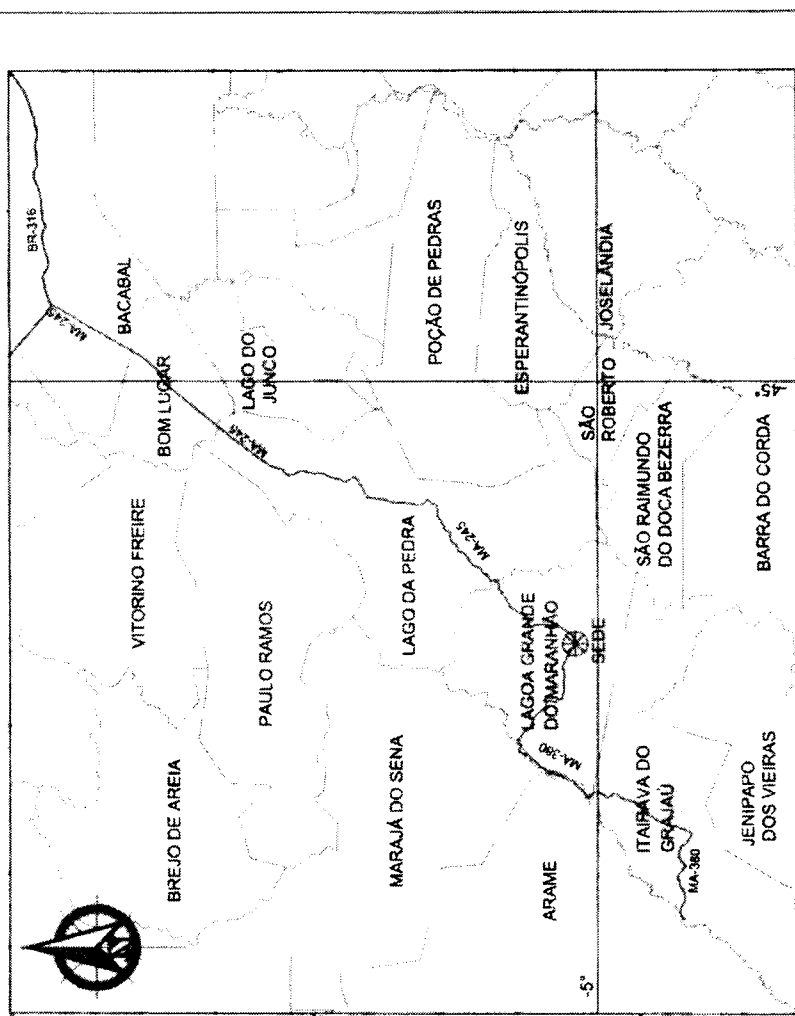 BR-316
MA-245
BACABAL
BOM LUGAR
VITORINO FREIRE
BREJO DE AREIA
LAGO DO
JUNCO
MA-245
PAULO RAMOS
POÇÃO DE PEDRAS
LAGO DA PEDRA
MARAJÁ DO SENA
MA-245
ESPERANTINÓPOLIS
LAGOA GRANDE
DO MARANHÃO
ARAME
MA-380
SEDE
SÃO
ROBERTO
JOSELÂNDIA
-5°
SÃO RAIMUNDO
DO DOCA BEZERRA
ITAIPAVA DO
GRAJAÚ
MA-380
-45°
BARRA DO CORDA
JENIPAPO
DOS VIEIRAS